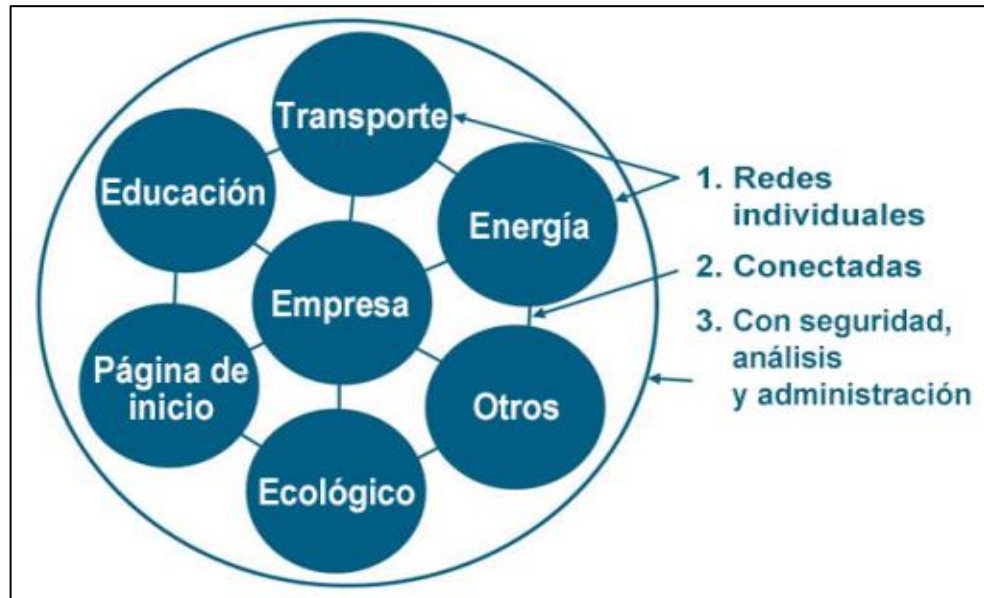 Transporte
Educación
Energía
Empresa
Página de
inicio
Otros
Ecológico
1. Redes
individuales
2. Conectadas
3. Con seguridad,
análisis
y administración